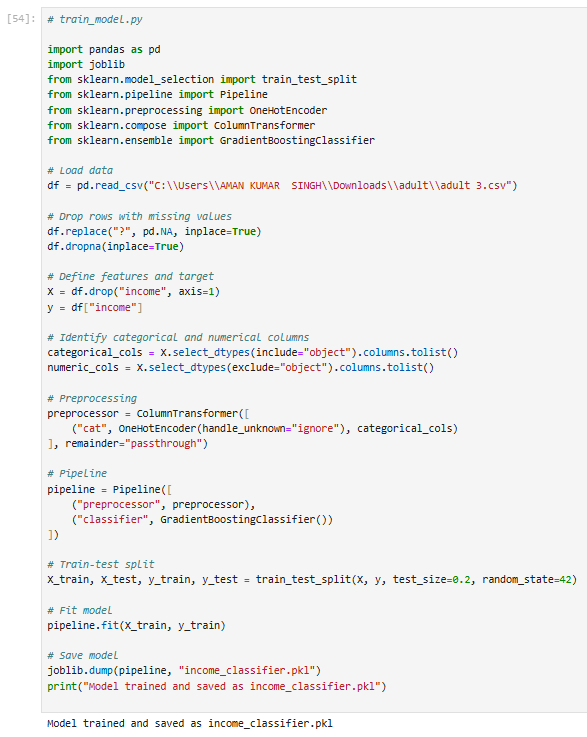 [54]: # train_model.py
import pandas as pd
import joblib
from sklearn.model_selection import train_test_split
from sklearn.pipeline import Pipeline
from sklearn.preprocessing import OneHotEncoder
from sklearn.compose import ColumnTransformer
from sklearn.ensemble import GradientBoostingClassifier
# Load data
df = pd.read_csv("C:\\Users\\AMAN KUMAR  SINGH\\Downloads\\adult\\adult 3.csv")
# Drop rows with missing values
df.replace("?", pd.NA, inplace=True)
df.dropna(inplace=True)
# Define features and target
X = df.drop("income", axis=1)
y = df["income"]
# Identify categorical and numerical columns
categorical_cols = X.select_dtypes(include="object").columns.tolist()
numeric_cols = X.select_dtypes(exclude="object").columns.tolist()
# Preprocessing
preprocessor = ColumnTransformer([
    ("cat", OneHotEncoder(handle_unknown="ignore"), categorical_cols)
], remainder="passthrough")
# Pipeline
pipeline = Pipeline([
    ("preprocessor", preprocessor),
    ("classifier", GradientBoostingClassifier())
])
# Train-test split
X_train, X_test, y_train, y_test = train_test_split(X, y, test_size=0.2, random_state=42)
# Fit model
pipeline.fit(X_train, y_train)
# Save model
joblib.dump(pipeline, "income_classifier.pkl")
print("Model trained and saved as income_classifier.pkl")
Model trained and saved as income_classifier.pkl